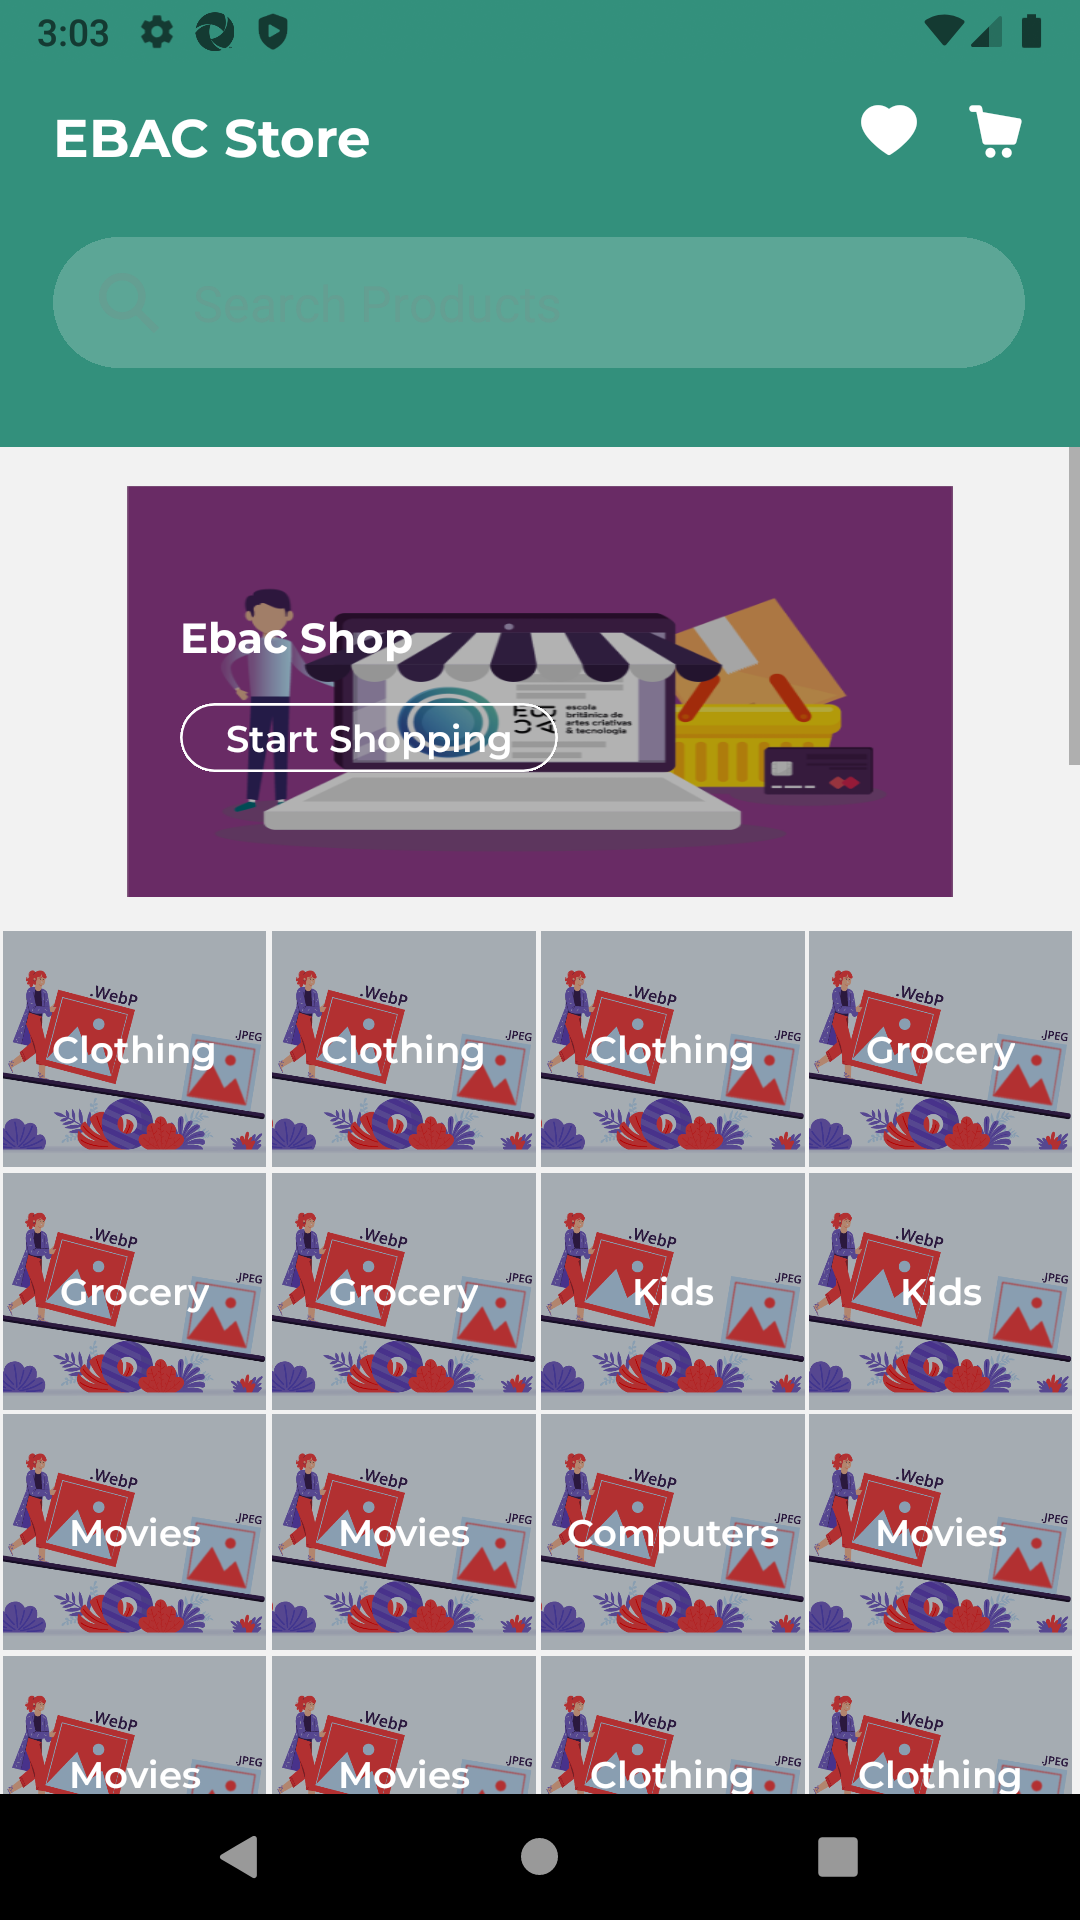 3:03
EBAC Store
Search Products
Ebac Shop
escola
britânica de
artes criativas
& tecnologia
Start Shopping
.WebP .WebP .WebP .WebP
.JPEG .JPEG .JPEG .JPEG
Clothing Clothing Clothing Grocery
.WebP .WebP .WebP .WebP
.JPEG .JPEG .JPEG .JPEG
Grocery Grocery Kids Kids
.WebP .WebP .WebP .WebP
.JPEG .JPEG .JPEG .JPEG
Movies Movies Computers Movies
.WebP .WebP .WebP .WebP
.JPEG .JPEG .JPEG .JPEG
Movies Movies Clothing Clothing